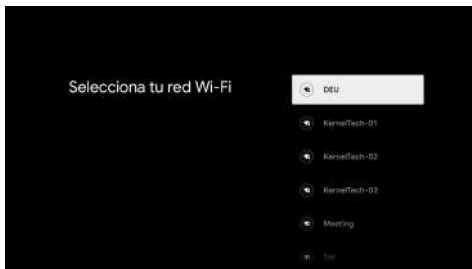 Selecciona tu red Wi-Fi
DEU
KernelTech-01
KernelTech-02
KernelTech-03
Meeting